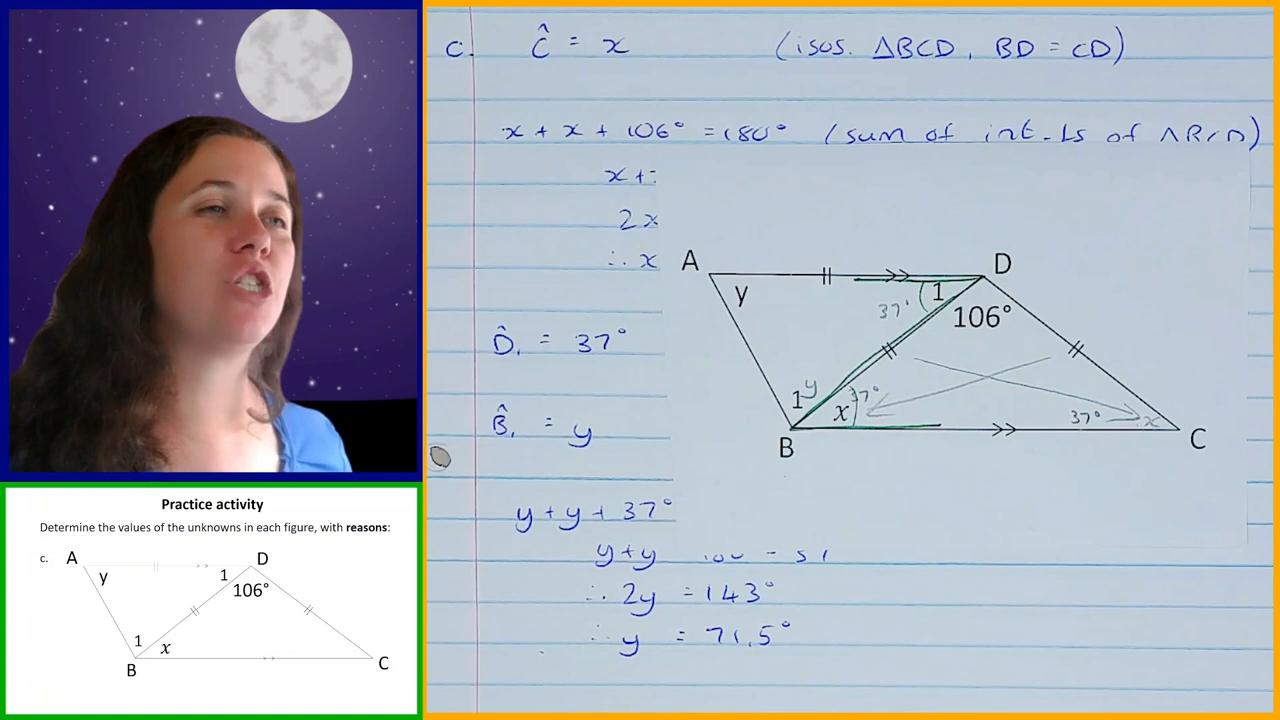 c. Ĉ = x (isos. ΔBCD, BD = CD)
x + x + 106° = 180° (sum of int. ∠s of
x +
2x
∴ x
A D
y 1
37°
106°
D̂₁ = 37°
1 y 37°
x 37° x
B C
B̂₁ = y
y + y + 37°
y + y
∴ 2y = 143°
∴ y = 71,5°
Practice activity
Determine the values of the unknowns in each figure, with reasons:
c. A D
y 1
106°
1 x
B C